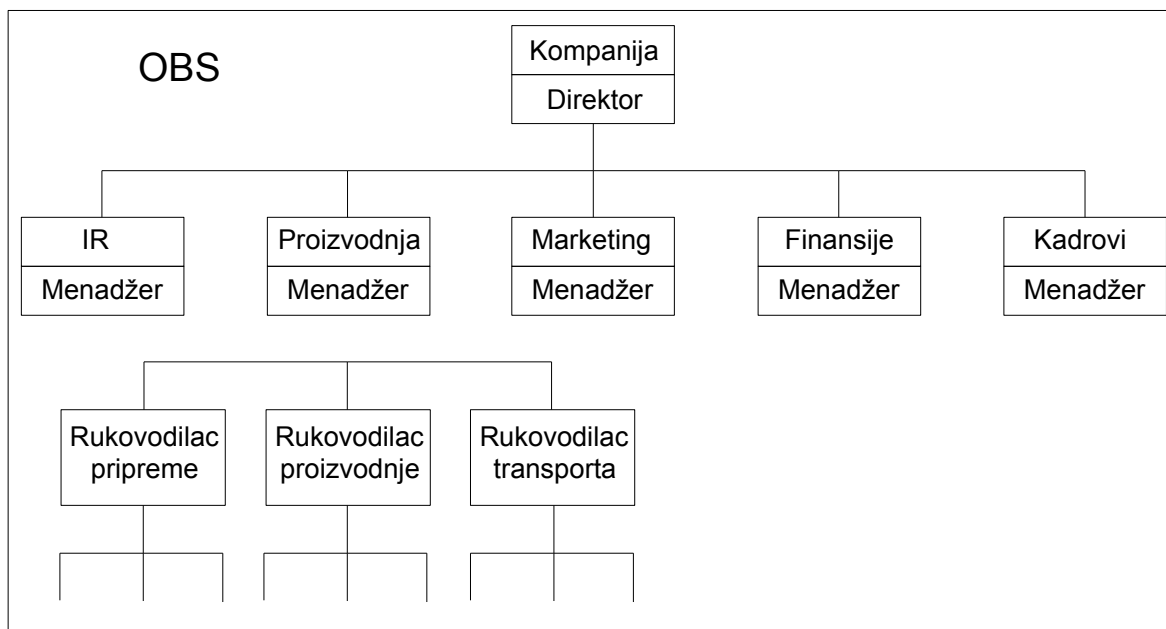 OBS
Kompanija
Direktor
IR
Menadžer
Proizvodnja
Menadžer
Marketing
Menadžer
Finansije
Menadžer
Kadrovi
Menadžer
Rukovodilac
pripreme
Rukovodilac
proizvodnje
Rukovodilac
transporta